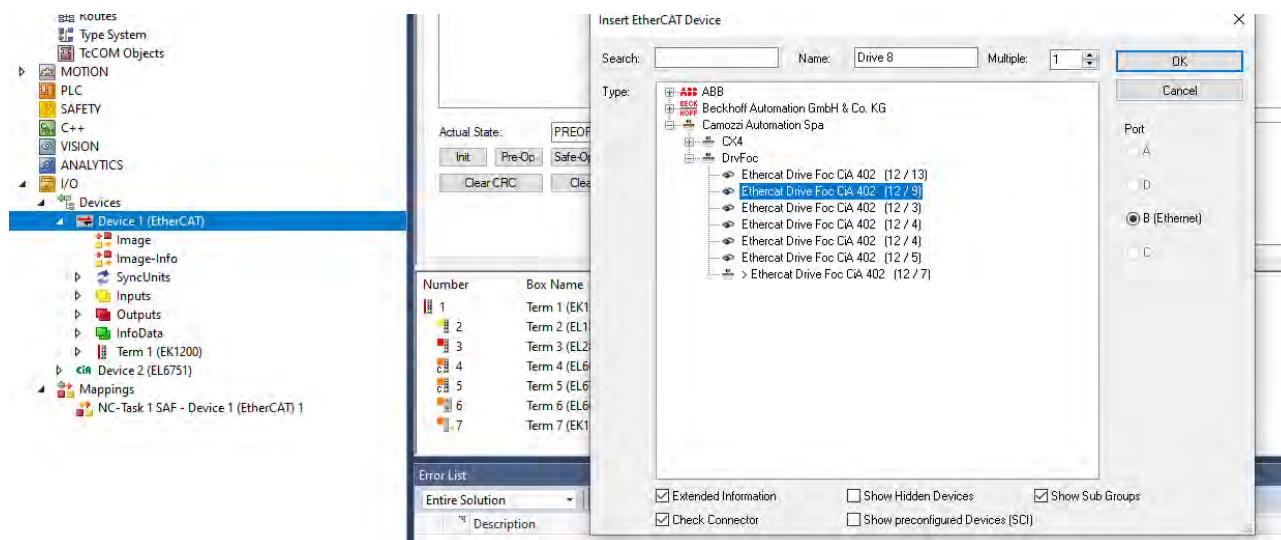 Routes
Type System
TcCOM Objects
MOTION
PLC
SAFETY
C++
VISION
ANALYTICS
I/O
Devices
Device 1 (EtherCAT)
Image
Image-Info
SyncUnits
Inputs
Outputs
InfoData
Term 1 (EK1200)
CiA Device 2 (EL6751)
Mappings
NC-Task 1 SAF - Device 1 (EtherCAT) 1
Actual State: PREOP
Init Pre-Op Safe-Op
Clear CRC Clea
Number Box Name
1 Term 1 (EK1
2 Term 2 (EL1
3 Term 3 (EL2
4 Term 4 (EL6
5 Term 5 (EL6
6 Term 6 (EL6
7 Term 7 (EK1
Error List
Entire Solution
Description
Insert EtherCAT Device
Search: Name: Drive 8 Multiple: 1 OK
Cancel
Type:
ABB ABB
BECKHOFF Beckhoff Automation GmbH & Co. KG
Camozzi Automation Spa
CX4
DrvFoc
Ethercat Drive Foc CiA 402 (12 / 13)
Ethercat Drive Foc CiA 402 (12 / 9)
Ethercat Drive Foc CiA 402 (12 / 3)
Ethercat Drive Foc CiA 402 (12 / 4)
Ethercat Drive Foc CiA 402 (12 / 4)
Ethercat Drive Foc CiA 402 (12 / 5)
> Ethercat Drive Foc CiA 402 (12 / 7)
Port
A
D
B (Ethernet)
C
Extended Information Show Hidden Devices Show Sub Groups
Check Connector Show preconfigured Devices (SCI)